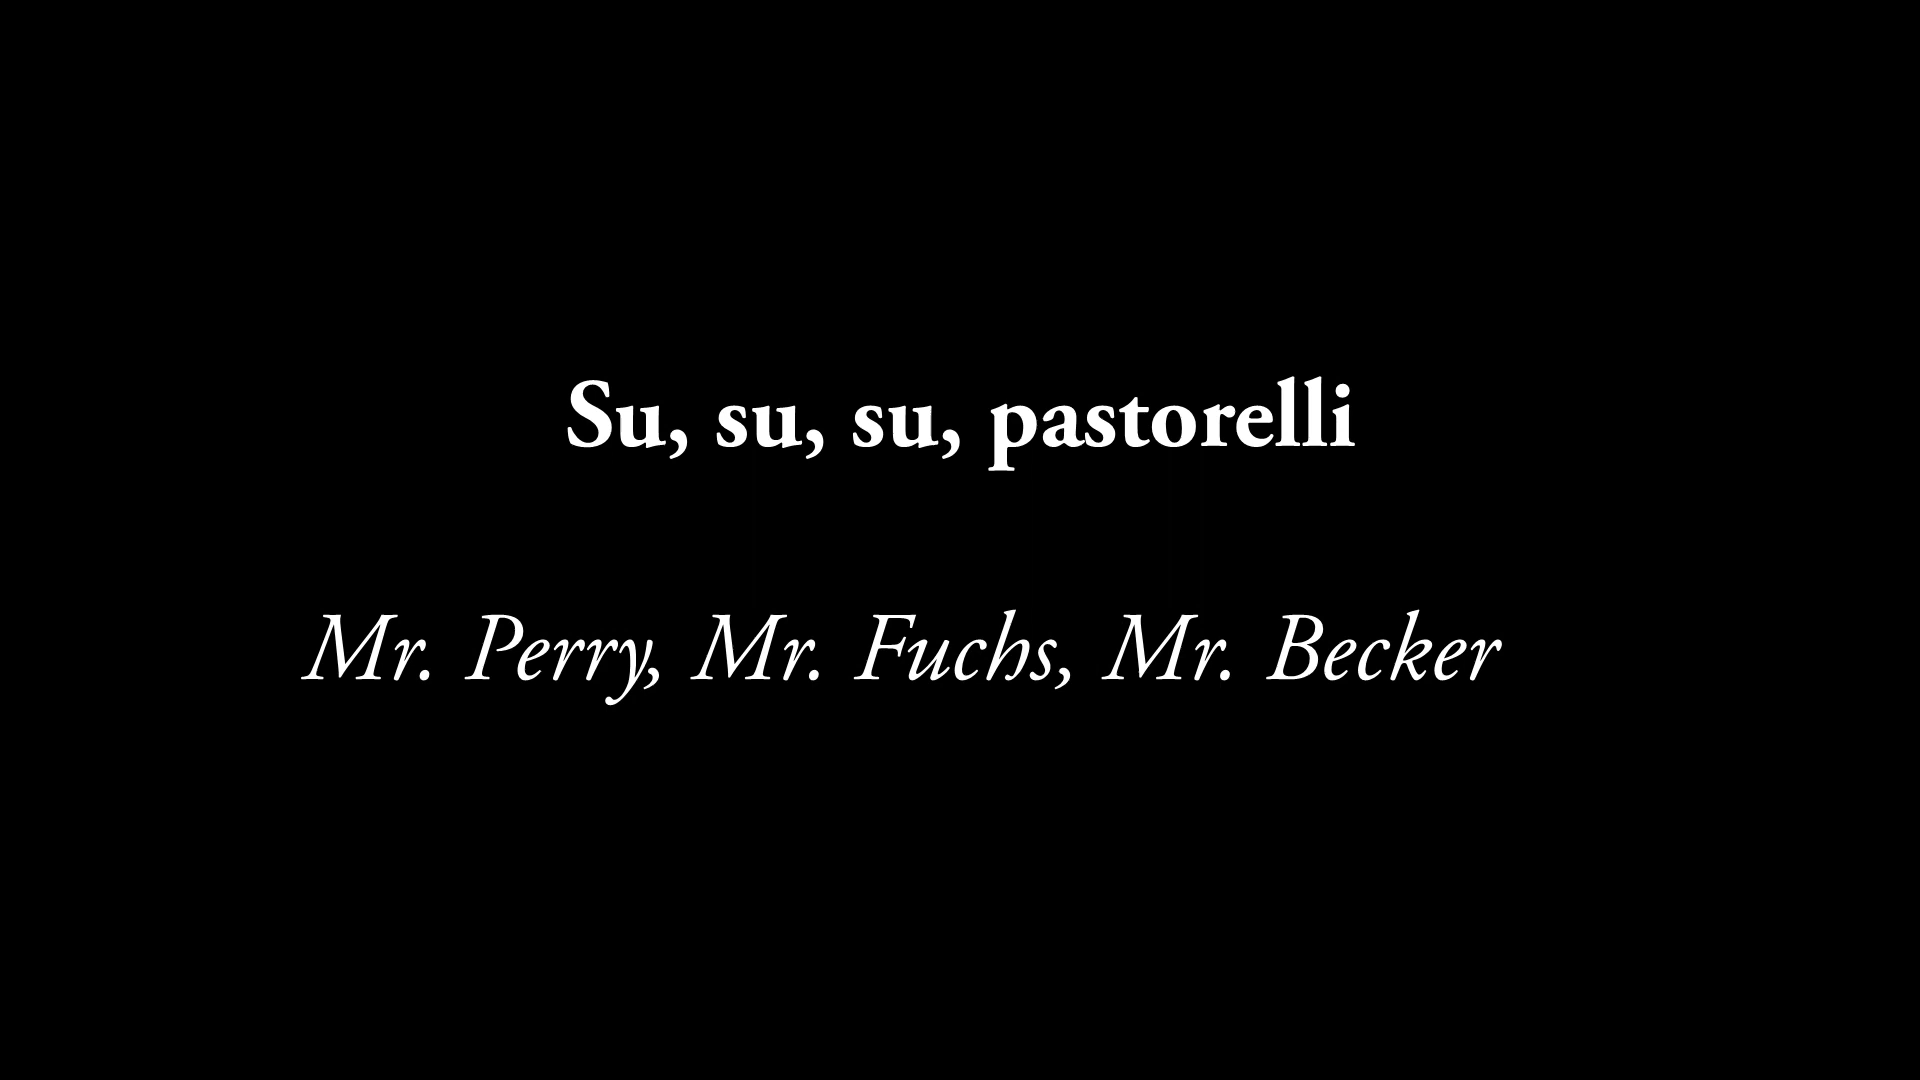 Su, su, su, pastorelli
Mr. Perry, Mr. Fuchs, Mr. Becker